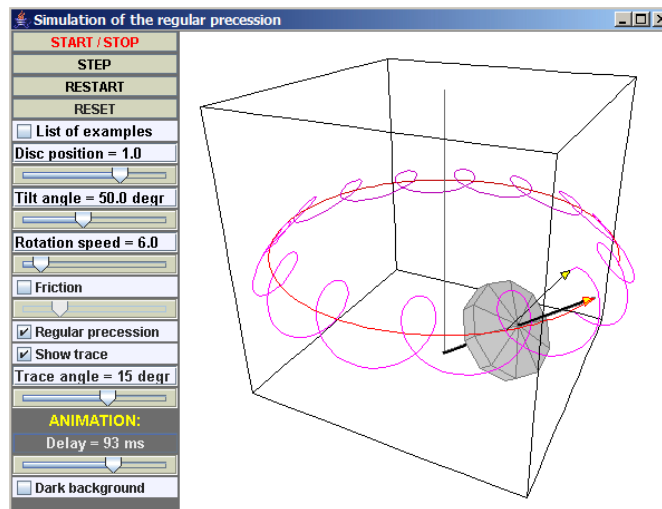 Simulation of the regular precession
START / STOP
STEP
RESTART
RESET
List of examples
Disc position = 1.0
Tilt angle = 50.0 degr
Rotation speed = 6.0
Friction
Regular precession
Show trace
Trace angle = 15 degr
ANIMATION:
Delay = 93 ms
Dark background